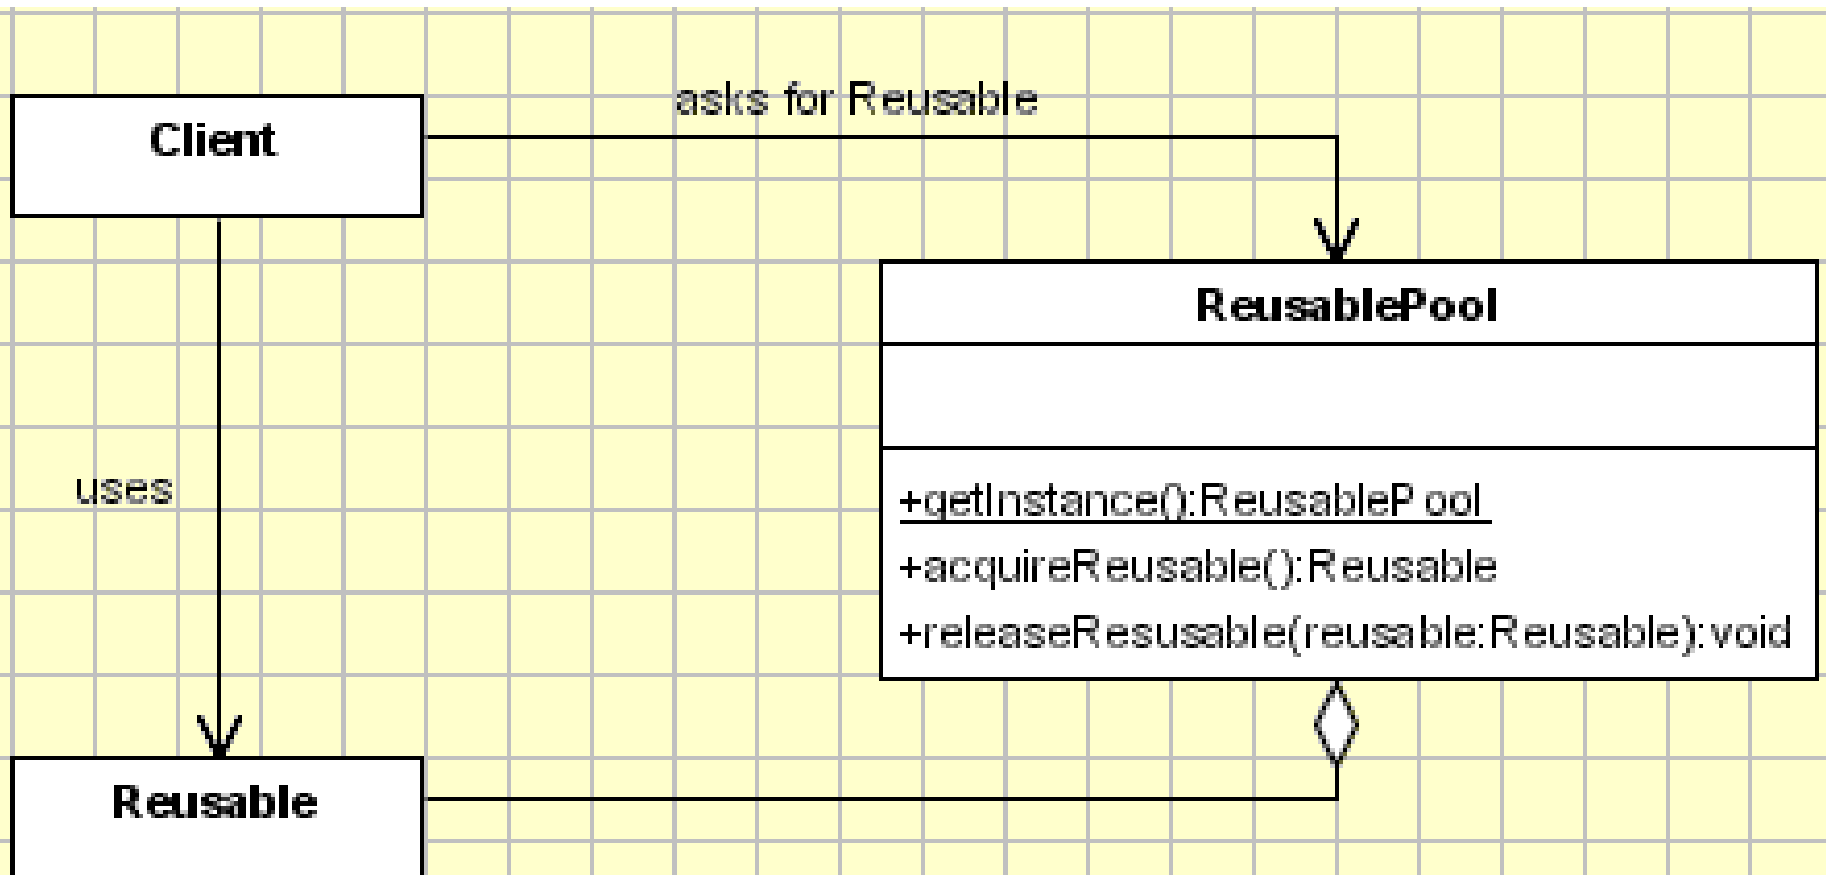 asks for Reusable
Client
ReusablePool
uses
+getInstance():ReusablePool
+acquireReusable():Reusable
+releaseResusable(reusable:Reusable):void
Reusable